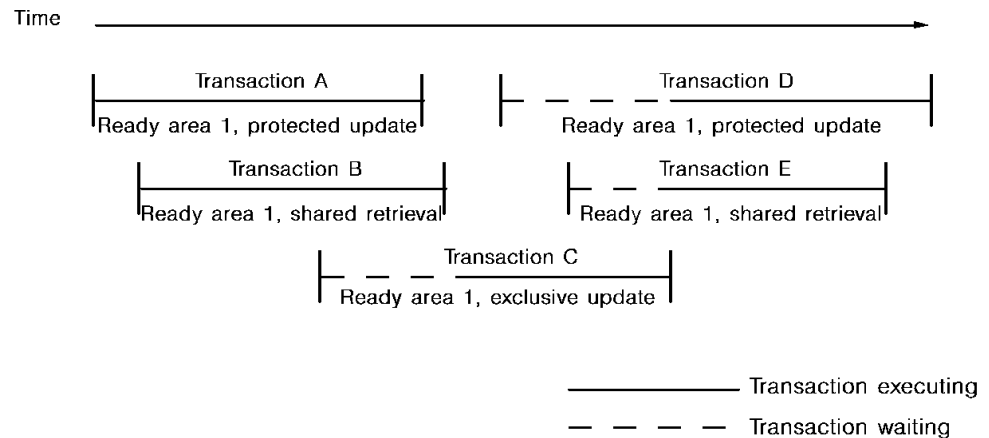 Time
Transaction A
Ready area 1, protected update
Transaction D
Ready area 1, protected update
Transaction B
Ready area 1, shared retrieval
Transaction E
Ready area 1, shared retrieval
Transaction C
Ready area 1, exclusive update
Transaction executing
Transaction waiting